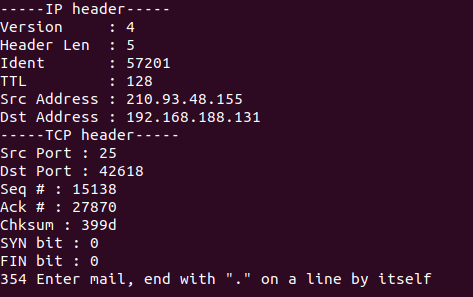 -----IP header-----
Version     : 4
Header Len  : 5
Ident       : 57201
TTL         : 128
Src Address : 210.93.48.155
Dst Address : 192.168.188.131
-----TCP header-----
Src Port : 25
Dst Port : 42618
Seq # : 15138
Ack # : 27870
Chksum : 399d
SYN bit : 0
FIN bit : 0
354 Enter mail, end with "." on a line by itself